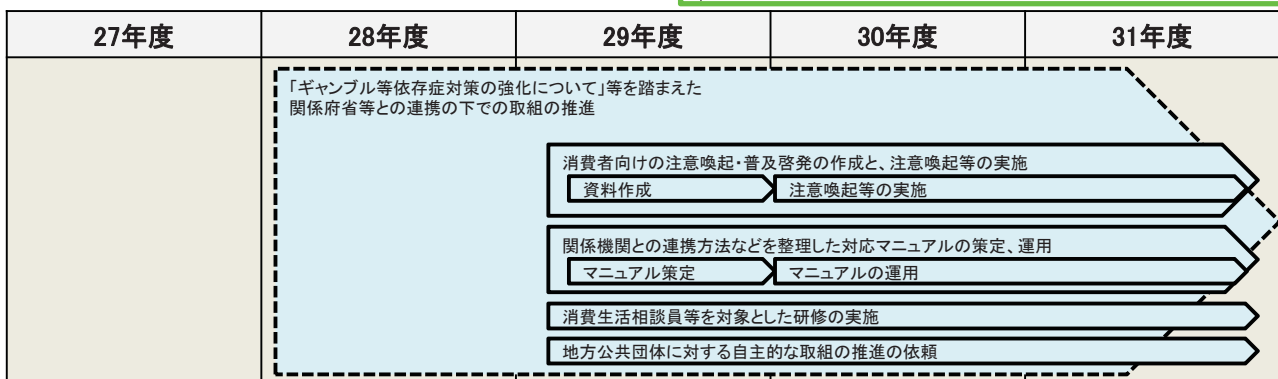 27年度
28年度
29年度
30年度
31年度
「ギャンブル等依存症対策の強化について」等を踏まえた
関係府省等との連携の下での取組の推進
消費者向けの注意喚起・普及啓発の作成と、注意喚起等の実施
資料作成
注意喚起等の実施
関係機関との連携方法などを整理した対応マニュアルの策定、運用
マニュアル策定
マニュアルの運用
消費生活相談員等を対象とした研修の実施
地方公共団体に対する自主的な取組の推進の依頼